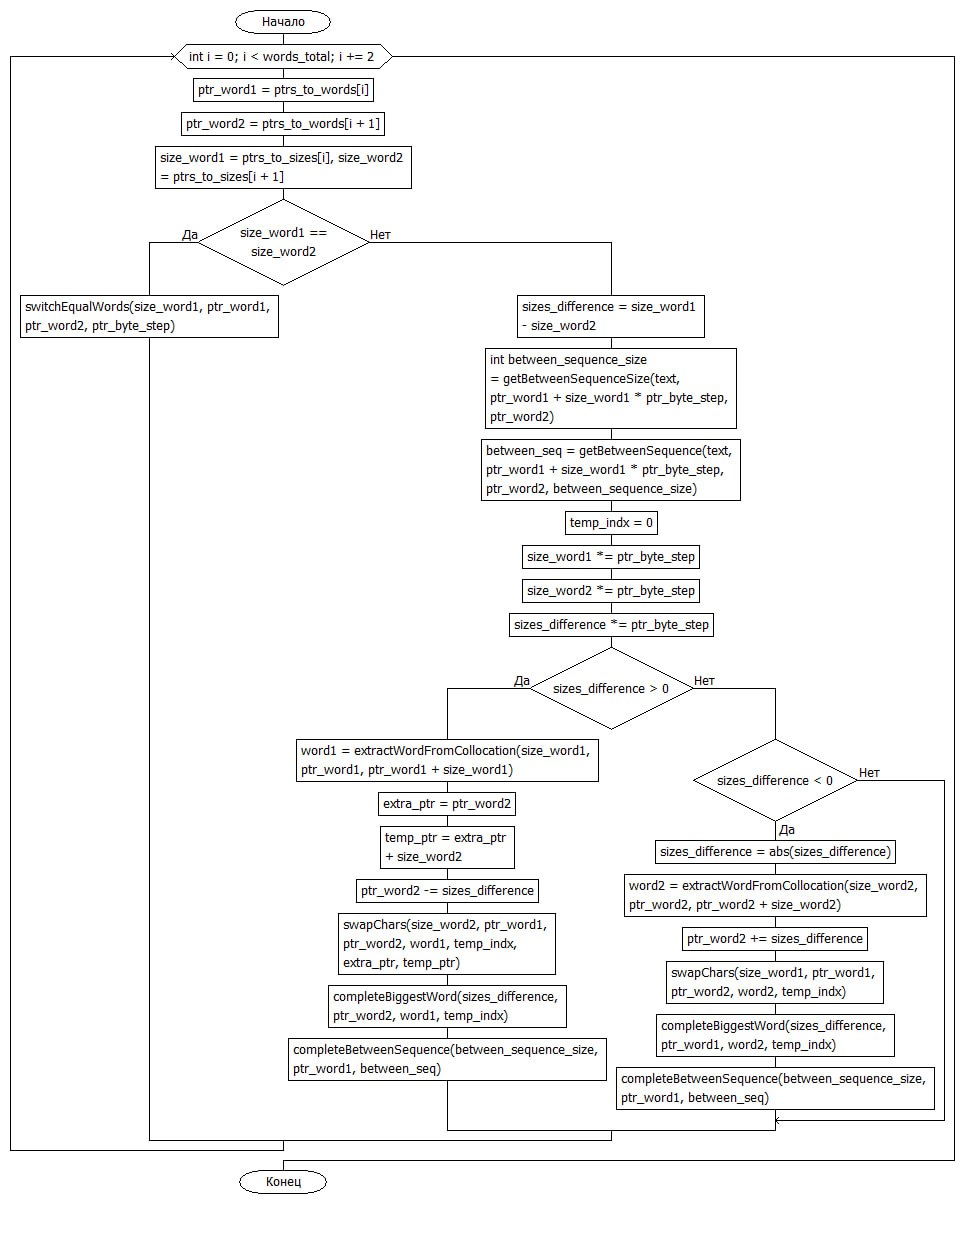 Начало
int i = 0; i < words_total; i += 2
ptr_word1 = ptrs_to_words[i]
ptr_word2 = ptrs_to_words[i + 1]
size_word1 = ptrs_to_sizes[i], size_word2
= ptrs_to_sizes[i + 1]
size_word1 ==
size_word2
Да
Нет
switchEqualWords(size_word1, ptr_word1,
ptr_word2, ptr_byte_step)
sizes_difference = size_word1
- size_word2
int between_sequence_size
= getBetweenSequenceSize(text,
ptr_word1 + size_word1 * ptr_byte_step,
ptr_word2)
between_seq = getBetweenSequence(text,
ptr_word1 + size_word1 * ptr_byte_step,
ptr_word2, between_sequence_size)
temp_indx = 0
size_word1 *= ptr_byte_step
size_word2 *= ptr_byte_step
sizes_difference *= ptr_byte_step
sizes_difference > 0
Да
Нет
word1 = extractWordFromCollocation(size_word1,
ptr_word1, ptr_word1 + size_word1)
extra_ptr = ptr_word2
temp_ptr = extra_ptr
+ size_word2
ptr_word2 -= sizes_difference
swapChars(size_word2, ptr_word1,
ptr_word2, word1, temp_indx,
extra_ptr, temp_ptr)
completeBiggestWord(sizes_difference,
ptr_word2, word1, temp_indx)
completeBetweenSequence(between_sequence_size,
ptr_word1, between_seq)
sizes_difference < 0
Нет
Да
sizes_difference = abs(sizes_difference)
word2 = extractWordFromCollocation(size_word2,
ptr_word2, ptr_word2 + size_word2)
ptr_word2 += sizes_difference
swapChars(size_word1, ptr_word1,
ptr_word2, word2, temp_indx)
completeBiggestWord(sizes_difference,
ptr_word1, word2, temp_indx)
completeBetweenSequence(between_sequence_size,
ptr_word1, between_seq)
Конец